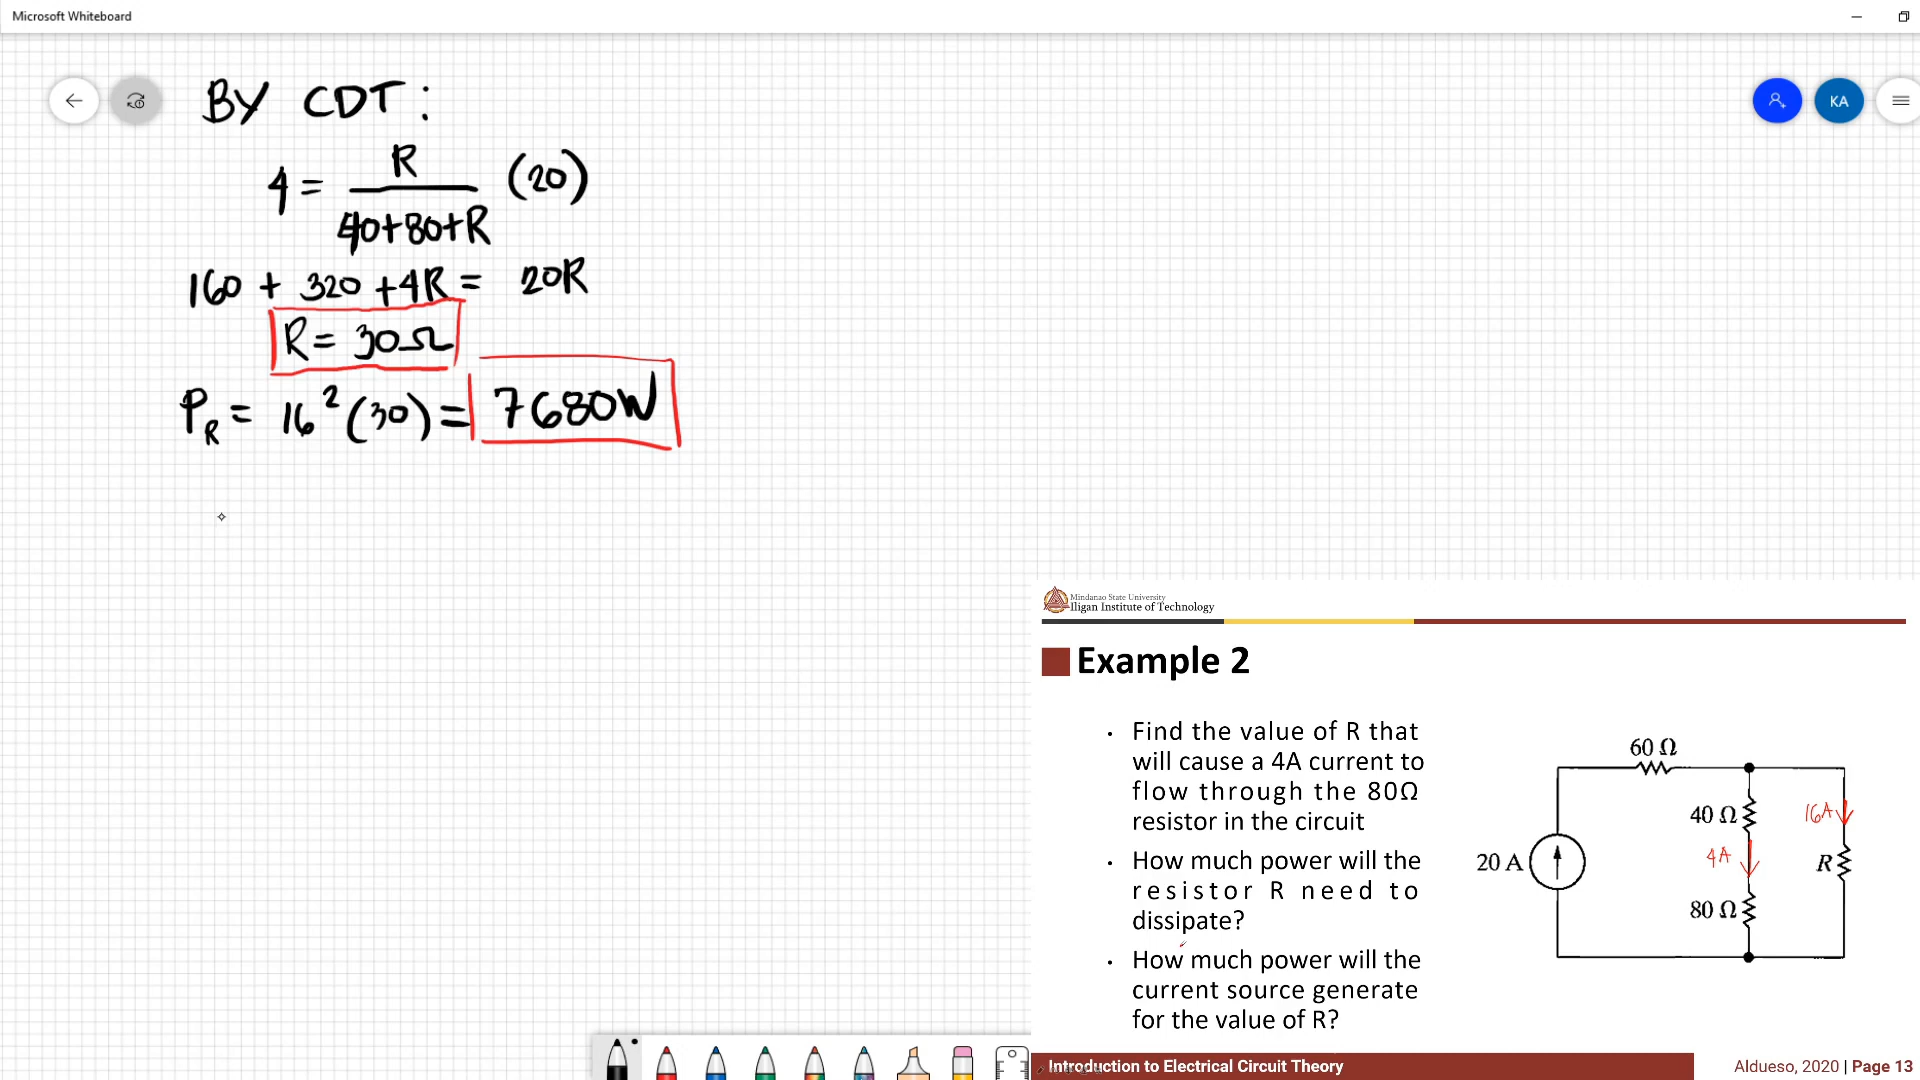 Microsoft Whiteboard
KA
BY CDT:
4 = R / 40+80+R (20)
160 + 320 + 4R = 20R
R = 30Ω
P_R = 16² (30) = 7680W
Mindanao State University
Iligan Institute of Technology
Example 2
• Find the value of R that
will cause a 4A current to
flow through the 80Ω
resistor in the circuit
• How much power will the
resistor R need to
dissipate?
• How much power will the
current source generate
for the value of R?
60 Ω
40 Ω
16A
4A
20 A
R
80 Ω
Introduction to Electrical Circuit Theory
Aldueso, 2020 | Page 13